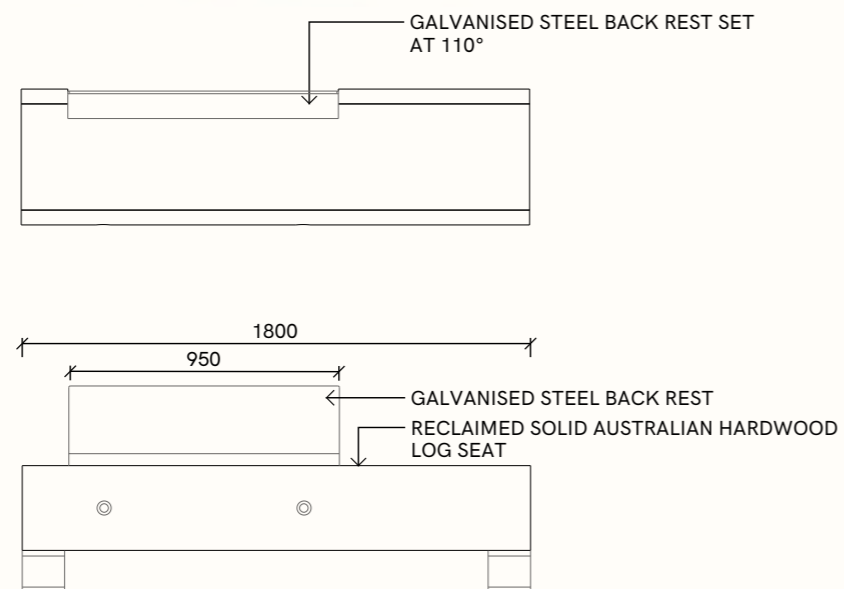 GALVANISED STEEL BACK REST SET
AT 110°
1800
950
GALVANISED STEEL BACK REST
RECLAIMED SOLID AUSTRALIAN HARDWOOD
LOG SEAT